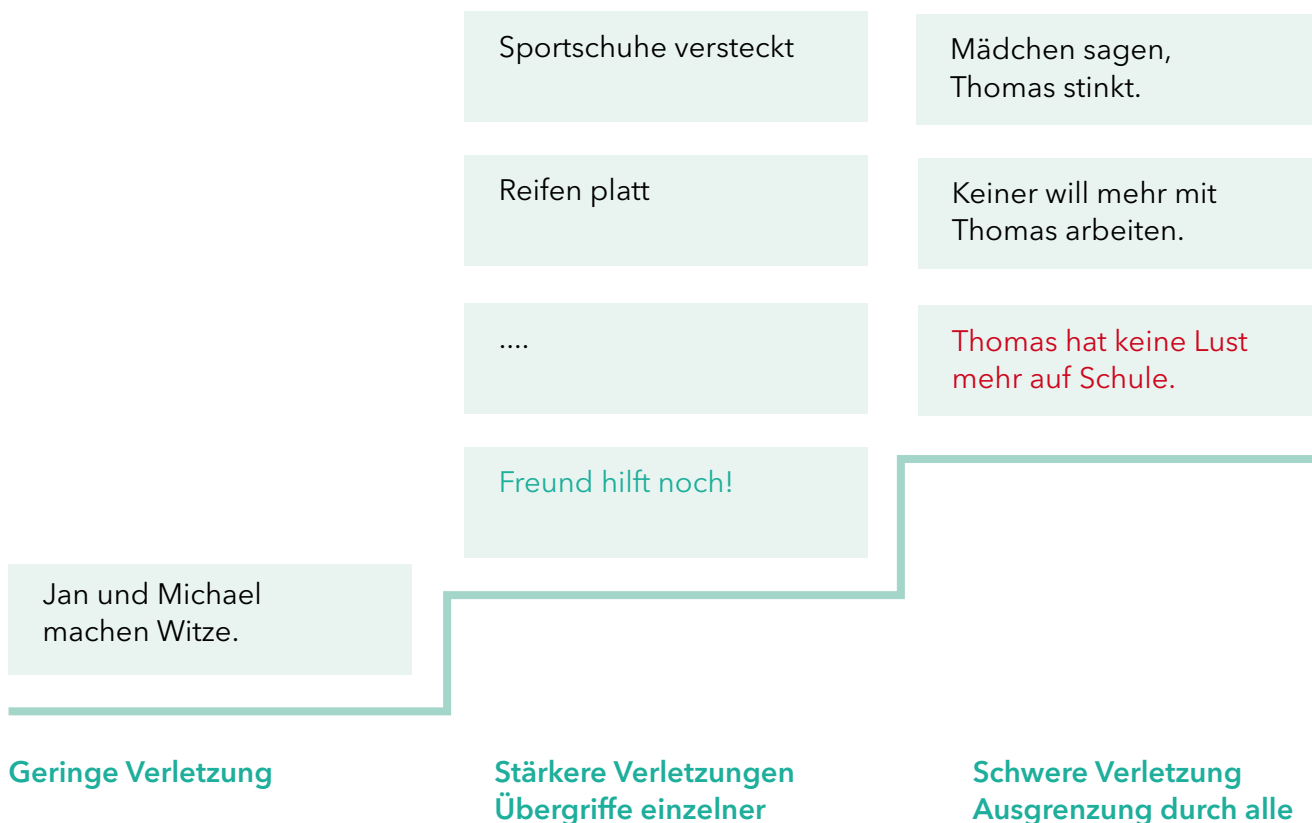 Sportschuhe versteckt
Reifen platt
....
Freund hilft noch!
Mädchen sagen,
Thomas stinkt.
Keiner will mehr mit
Thomas arbeiten.
Thomas hat keine Lust
mehr auf Schule.
Jan und Michael
machen Witze.
Geringe Verletzung
Stärkere Verletzungen
Übergriffe einzelner
Schwere Verletzung
Ausgrenzung durch alle